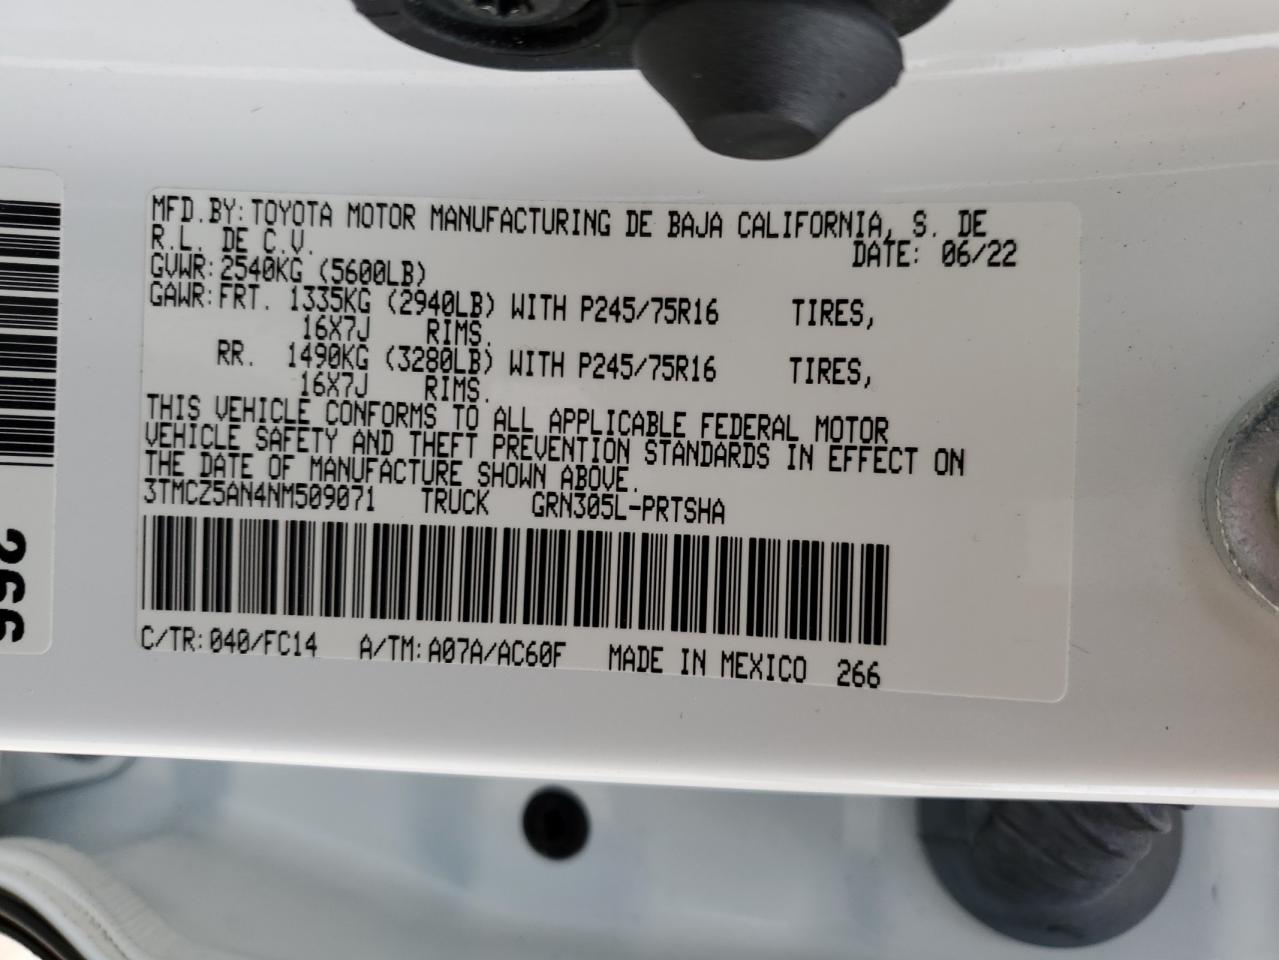 MFD.BY:TOYOTA MOTOR MANUFACTURING DE BAJA CALIFORNIA, S. DE
R.L. DE C.V. DATE: 06/22
GVWR:2540KG (5600LB)
GAWR:FRT. 1335KG (2940LB) WITH P245/75R16 TIRES,
16X7J RIMS.
RR. 1490KG (3280LB) WITH P245/75R16 TIRES,
16X7J RIMS.
THIS VEHICLE CONFORMS TO ALL APPLICABLE FEDERAL MOTOR
VEHICLE SAFETY AND THEFT PREVENTION STANDARDS IN EFFECT ON
THE DATE OF MANUFACTURE SHOWN ABOVE.
3TMCZ5AN4NM509071 TRUCK GRN305L-PRTSHA
C/TR:040/FC14 A/TM:A07A/AC60F MADE IN MEXICO 266
266